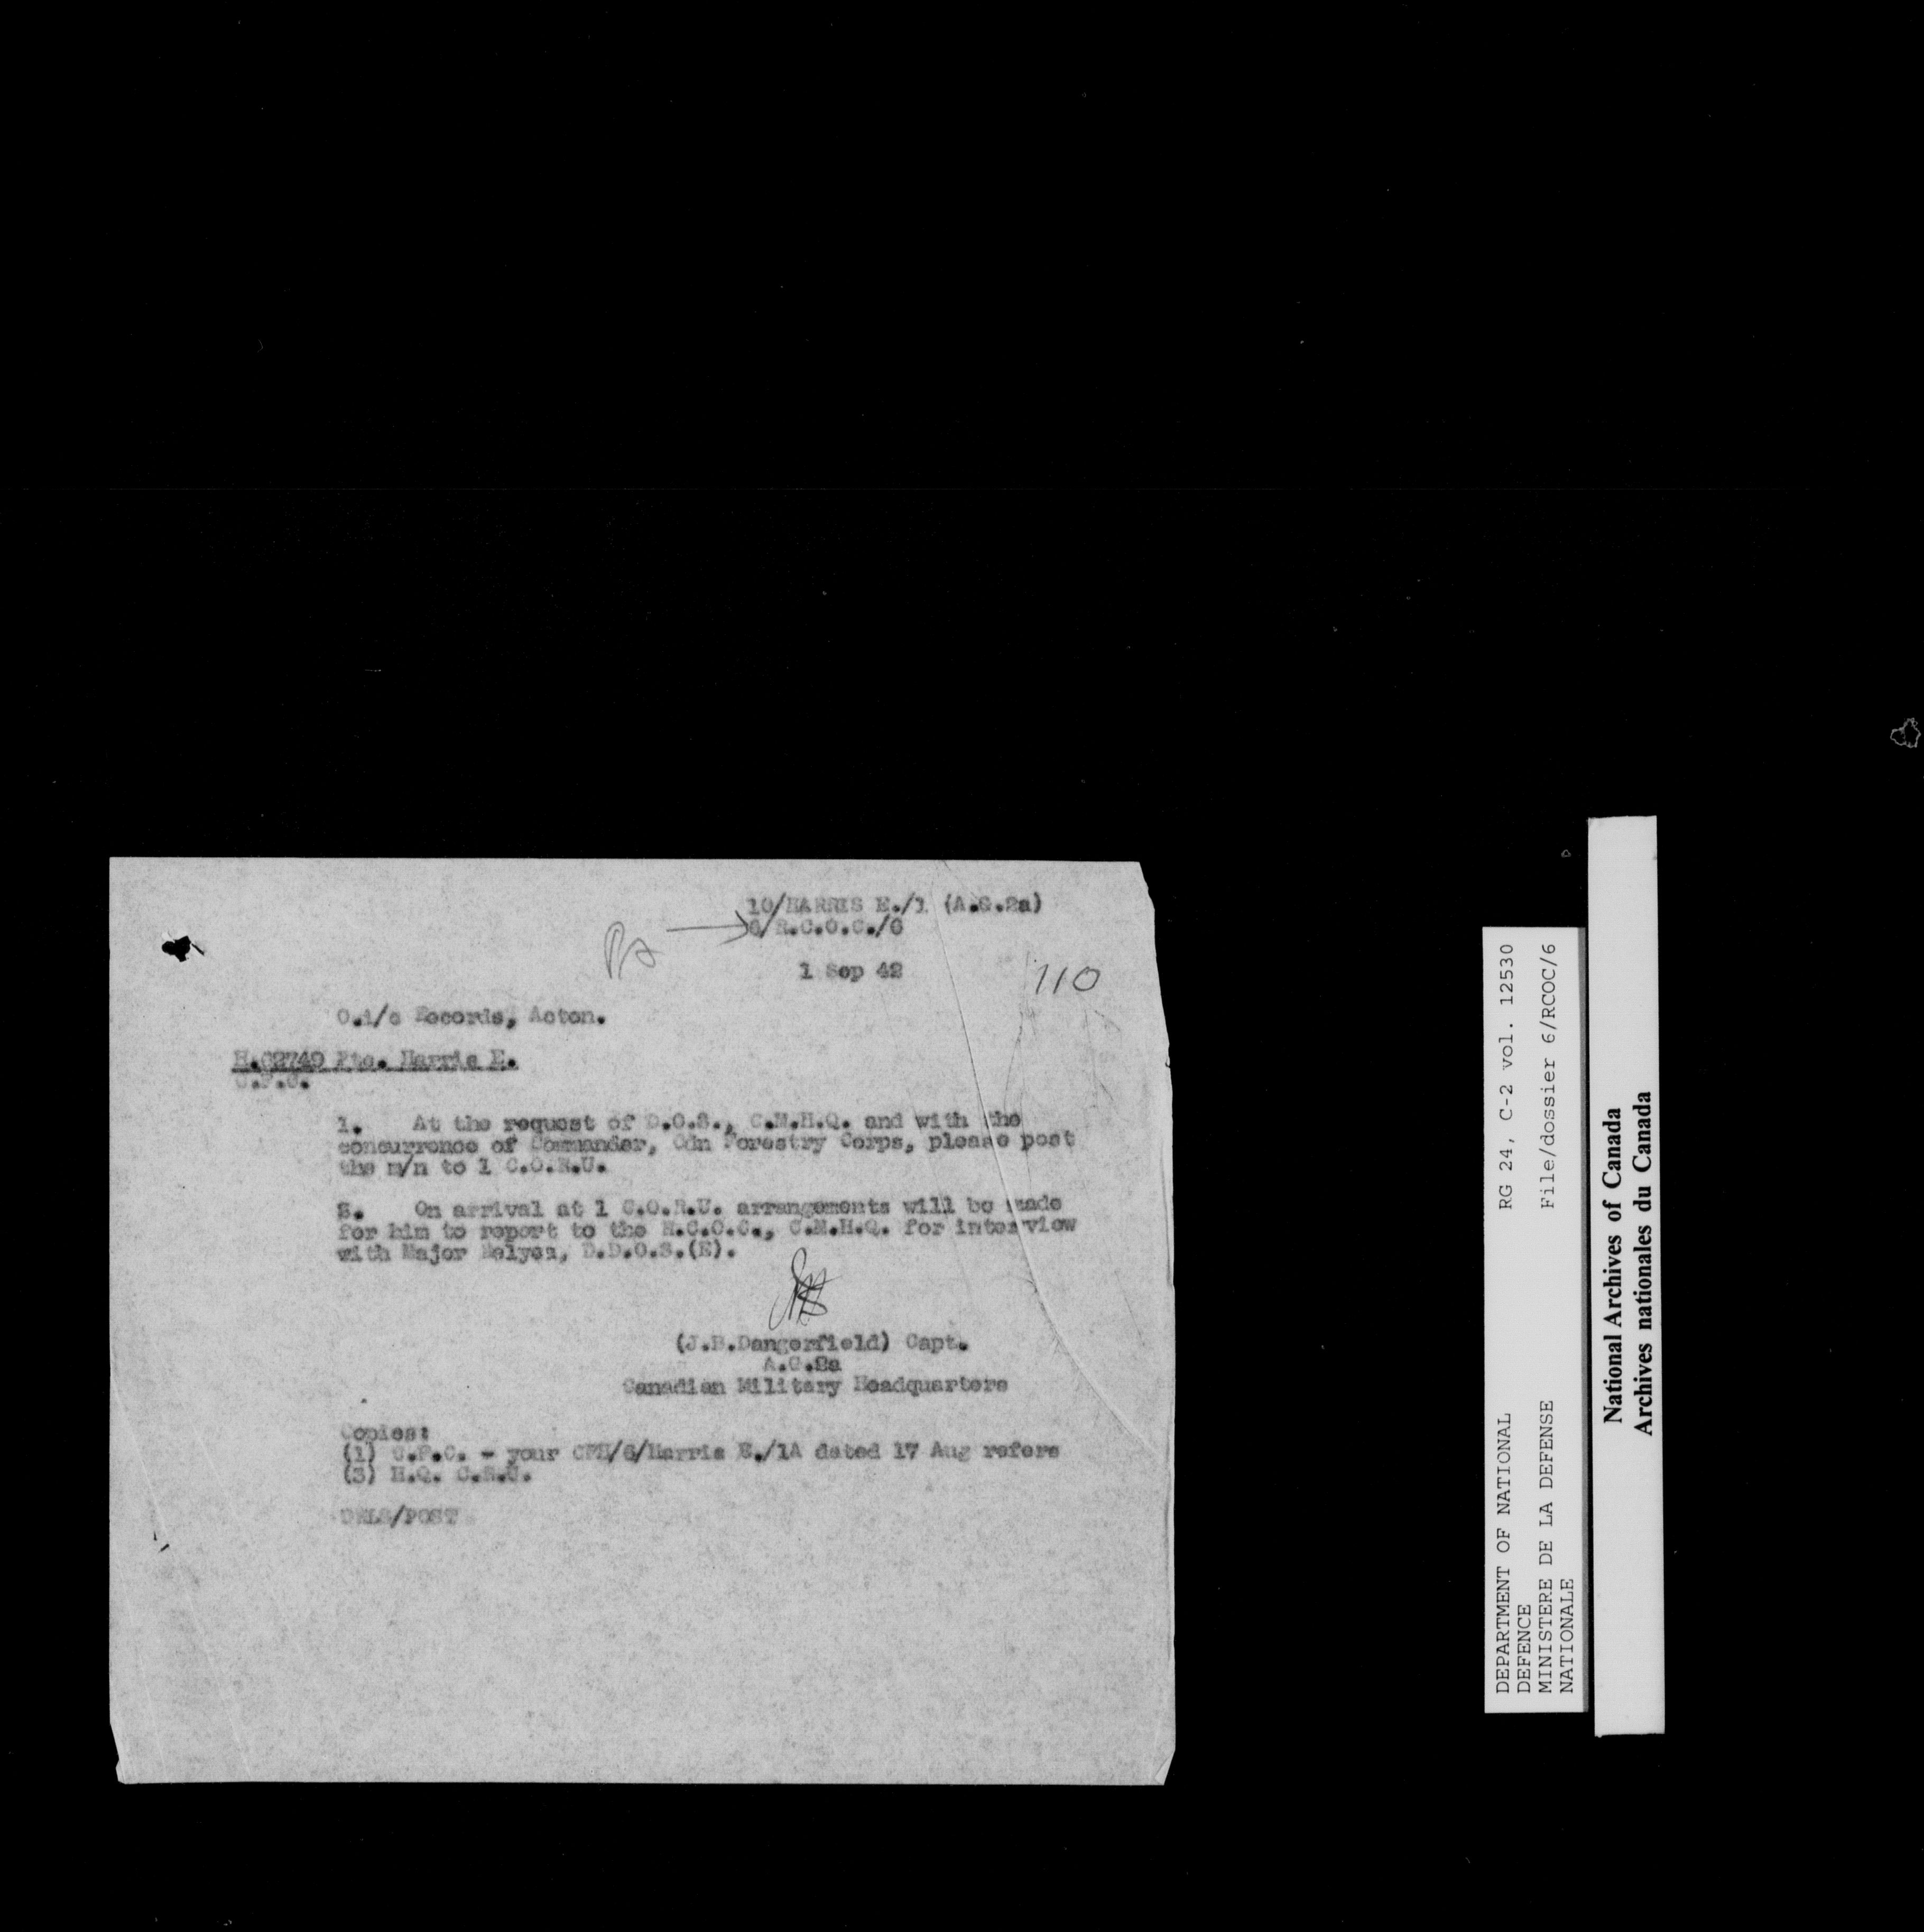 10/HARRIS E./1 (A.G.2a)
PA → 6/R.C.O.C./6
1 Sep 42
110
O.i/c Records, Acton.
H.62749 Pte. Harris E.
C.F.C.
1. At the request of D.O.S., C.M.H.Q. and with the
concurrence of Commander, Cdn Forestry Corps, please post
the m/n to 1 C.O.R.U.
2. On arrival at 1 C.O.R.U. arrangements will be made
for him to report to the R.C.O.C., C.M.H.Q. for interview
with Major D.D.O.S.(E).
(J.B.Dangerfield) Capt.
A.G.2a
Canadian Military Headquarters
Copies:
(1) C.F.C. - your CFH/6/Harris E./1A dated 17 Aug refers
(3) H.Q. C.R.U.
/POST
DEPARTMENT OF NATIONAL
DEFENCE
MINISTERE DE LA DEFENSE
NATIONALE
RG 24, C-2 vol. 12530
File/dossier 6/RCOC/6
National Archives of Canada
Archives nationales du Canada